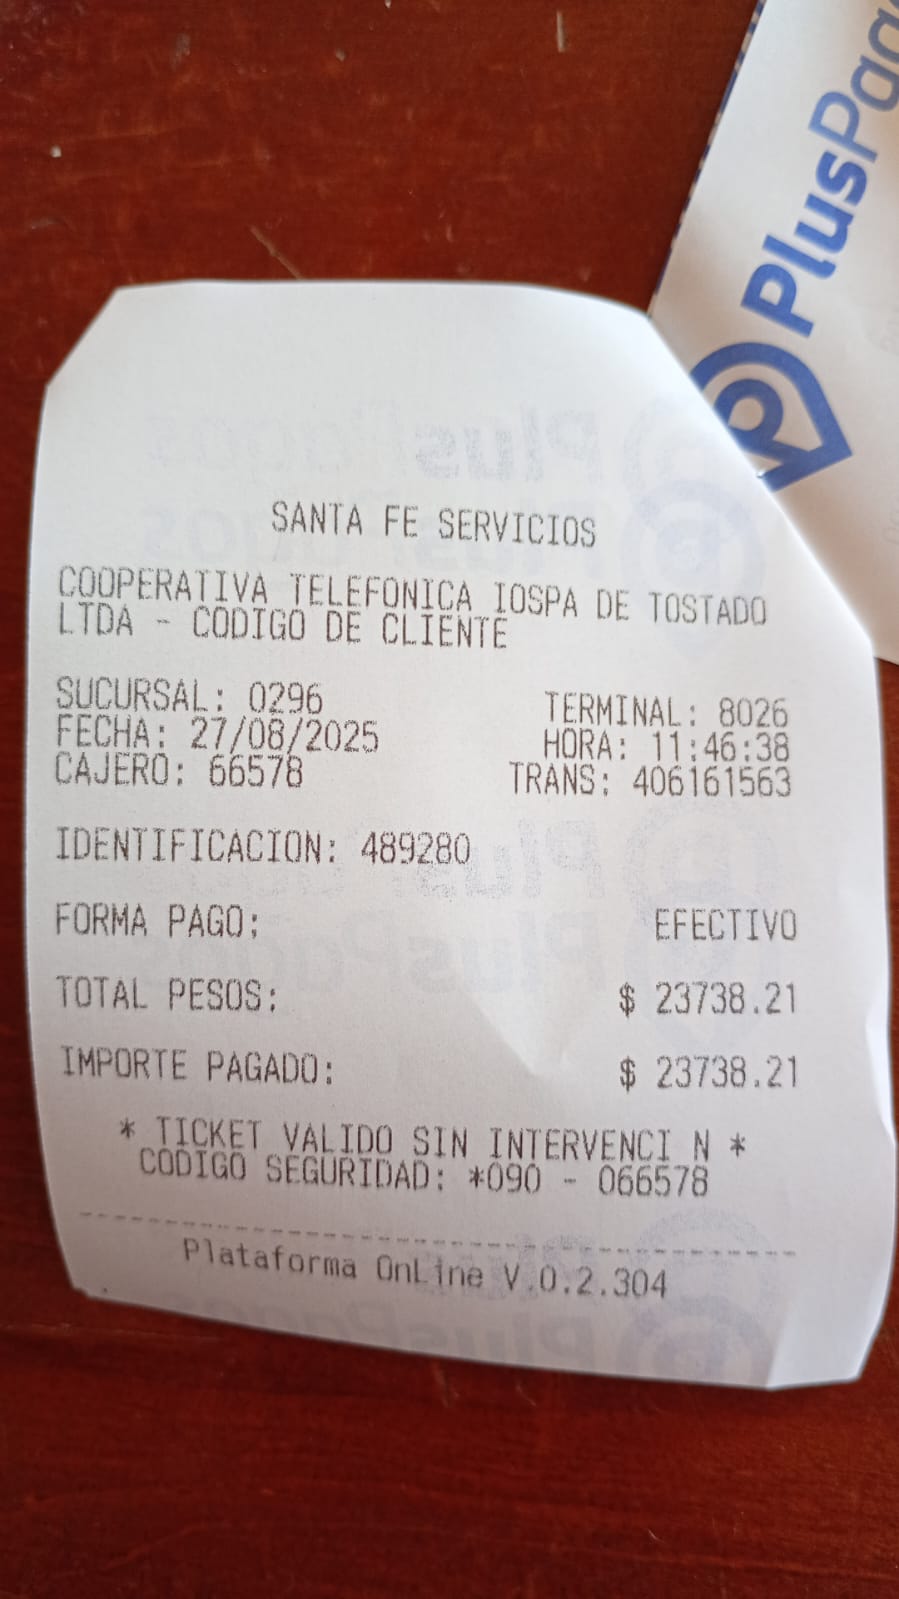 PlusPag
SANTA FE SERVICIOS
COOPERATIVA TELEFONICA IOSPA DE TOSTADO
LTDA - CODIGO DE CLIENTE
SUCURSAL: 0296 TERMINAL: 8026
FECHA: 27/08/2025 HORA: 11:46:38
CAJERO: 66578 TRANS: 406161563
IDENTIFICACION: 489280
FORMA PAGO: EFECTIVO
TOTAL PESOS: $ 23738.21
IMPORTE PAGADO: $ 23738.21
* TICKET VALIDO SIN INTERVENCI N *
CODIGO SEGURIDAD: *090 - 066578
Plataforma OnLine V.0.2.304